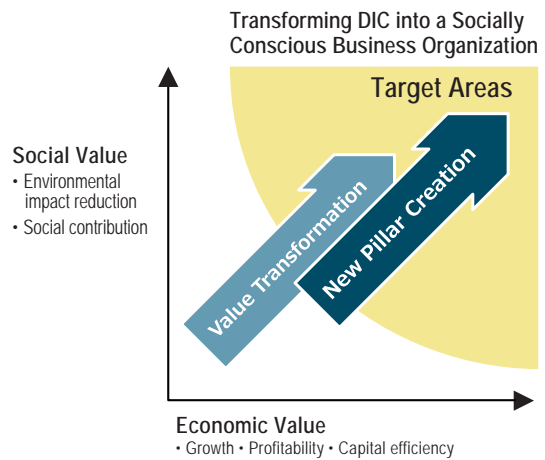 Transforming DIC into a Socially
Conscious Business Organization
Target Areas
Social Value
• Environmental
impact reduction
• Social contribution
Value Transformation
New Pillar Creation
Economic Value
• Growth • Profitability • Capital efficiency